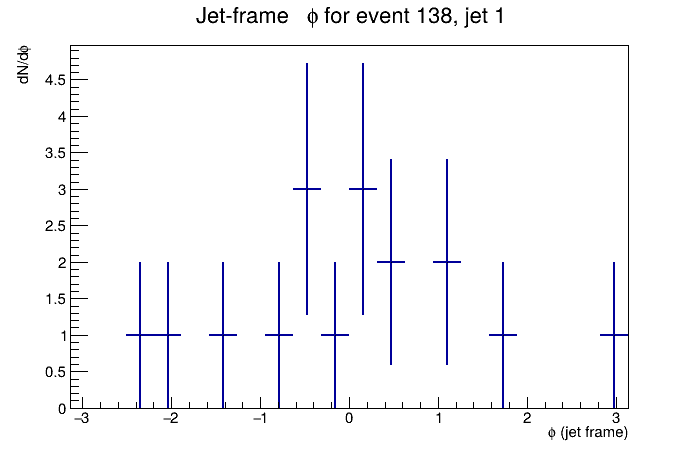 Jet-frame ϕ for event 138, jet 1
dN/dϕ
4.5
4
3.5
3
2.5
2
1.5
1
0.5
0
−3 −2 −1 0 1 2 3
ϕ (jet frame)